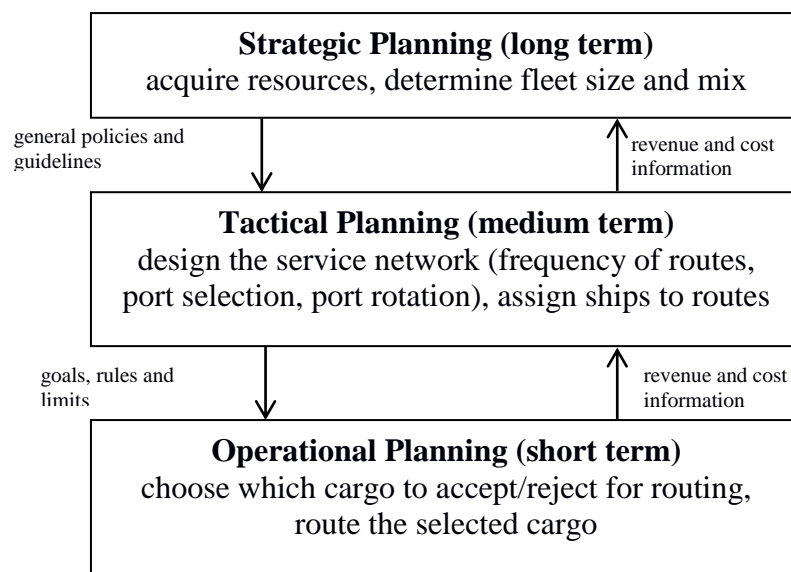 Strategic Planning (long term)
acquire resources, determine fleet size and mix
general policies and
guidelines
revenue and cost
information
Tactical Planning (medium term)
design the service network (frequency of routes,
port selection, port rotation), assign ships to routes
goals, rules and
limits
revenue and cost
information
Operational Planning (short term)
choose which cargo to accept/reject for routing,
route the selected cargo